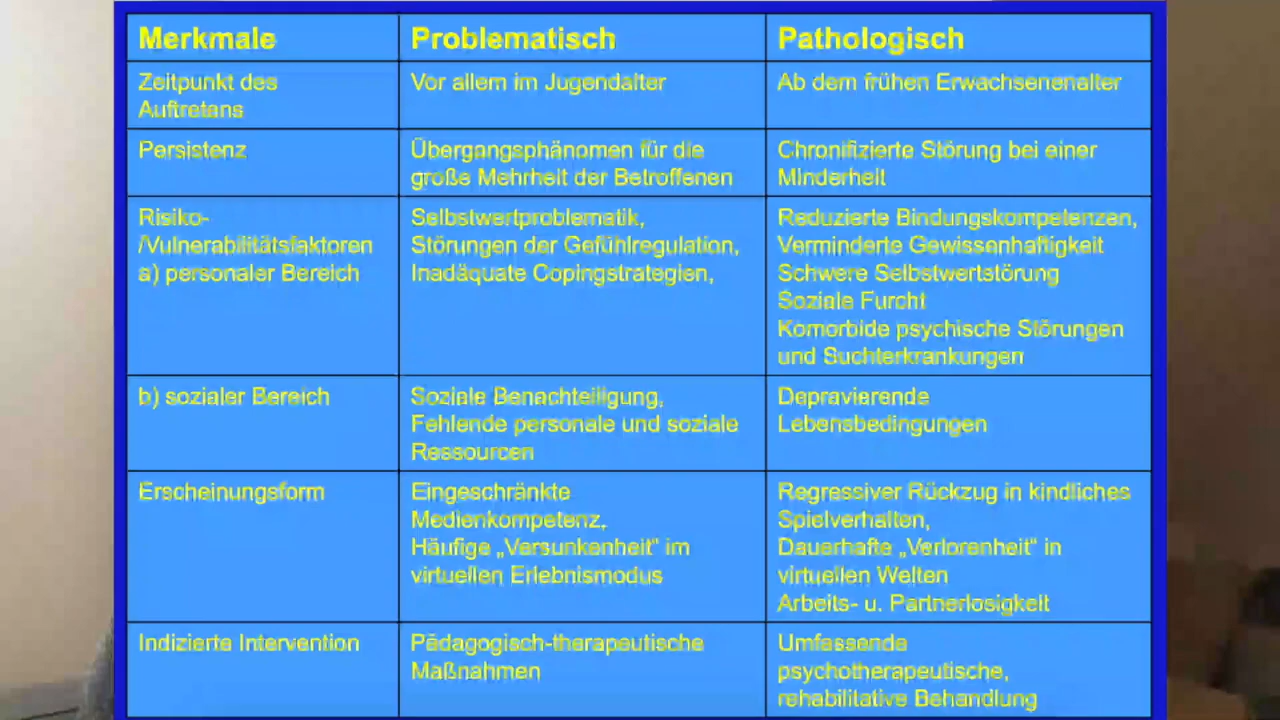 Merkmale
Problematisch
Pathologisch
Zeitpunkt des
Auftretens
Vor allem im Jugendalter
Ab dem frühen Erwachsenenalter
Persistenz
Übergangsphänomen für die
große Mehrheit der Betroffenen
Chronifizierte Störung bei einer
Minderheit
Risiko-
/Vulnerabilitätsfaktoren
a) personaler Bereich
Selbstwertproblematik,
Störungen der Gefühlregulation,
Inadäquate Copingstrategien,
Reduzierte Bindungskompetenzen,
Verminderte Gewissenhaftigkeit
Schwere Selbstwertstörung
Soziale Furcht
Komorbide psychische Störungen
und Suchterkrankungen
b) sozialer Bereich
Soziale Benachteiligung,
Fehlende personale und soziale
Ressourcen
Depravierende
Lebensbedingungen
Erscheinungsform
Eingeschränkte
Medienkompetenz,
Häufige „Versunkenheit“ im
virtuellen Erlebnismodus
Regressiver Rückzug in kindliches
Spielverhalten,
Dauerhafte „Verlorenheit“ in
virtuellen Welten
Arbeits- u. Partnerlosigkeit
Indizierte Intervention
Pädagogisch-therapeutische
Maßnahmen
Umfassende
psychotherapeutische,
rehabilitative Behandlung